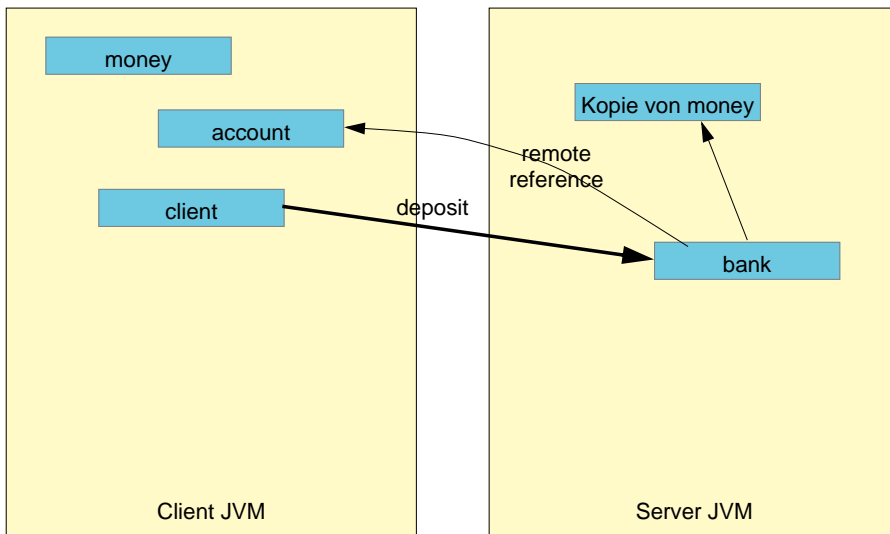 money
Kopie von money
account
remote
reference
client
deposit
bank
Client JVM
Server JVM